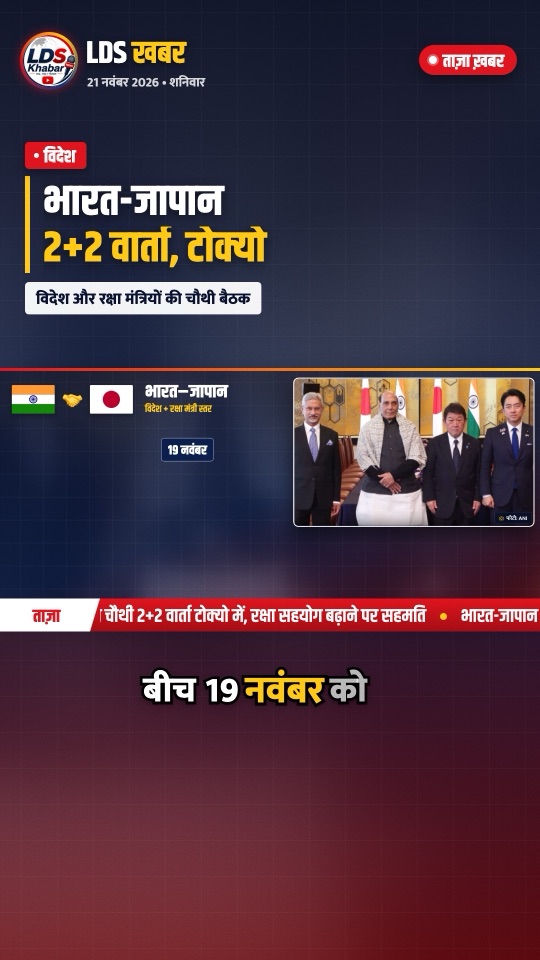 LDS
Khabar
LDS खबर
21 नवंबर 2026 • शनिवार
ताज़ा ख़बर
विदेश
भारत-जापान
2+2 वार्ता, टोक्यो
विदेश और रक्षा मंत्रियों की चौथी बैठक
भारत–जापान
विदेश + रक्षा मंत्री स्तर
19 नवंबर
फोटो: ANI
ताज़ा
चौथी 2+2 वार्ता टोक्यो में, रक्षा सहयोग बढ़ाने पर सहमति • भारत-जापान
बीच 19 नवंबर को